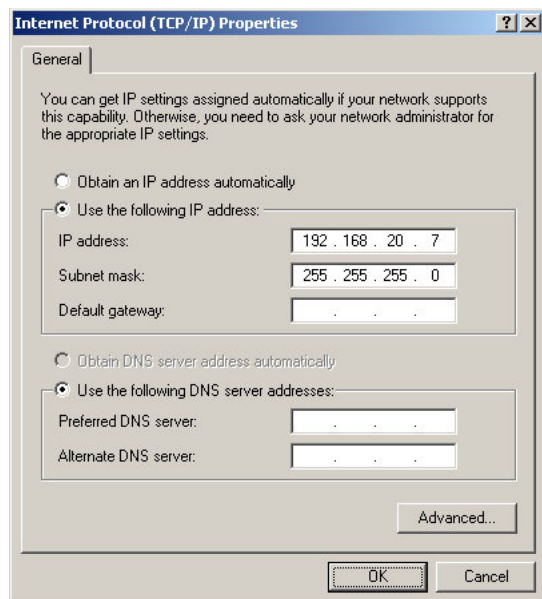 Internet Protocol (TCP/IP) Properties
General
You can get IP settings assigned automatically if your network supports
this capability. Otherwise, you need to ask your network administrator for
the appropriate IP settings.
Obtain an IP address automatically
Use the following IP address:
IP address: 192 . 168 . 20 . 7
Subnet mask: 255 . 255 . 255 . 0
Default gateway: . . .
Obtain DNS server address automatically
Use the following DNS server addresses:
Preferred DNS server: . . .
Alternate DNS server: . . .
Advanced...
OK Cancel